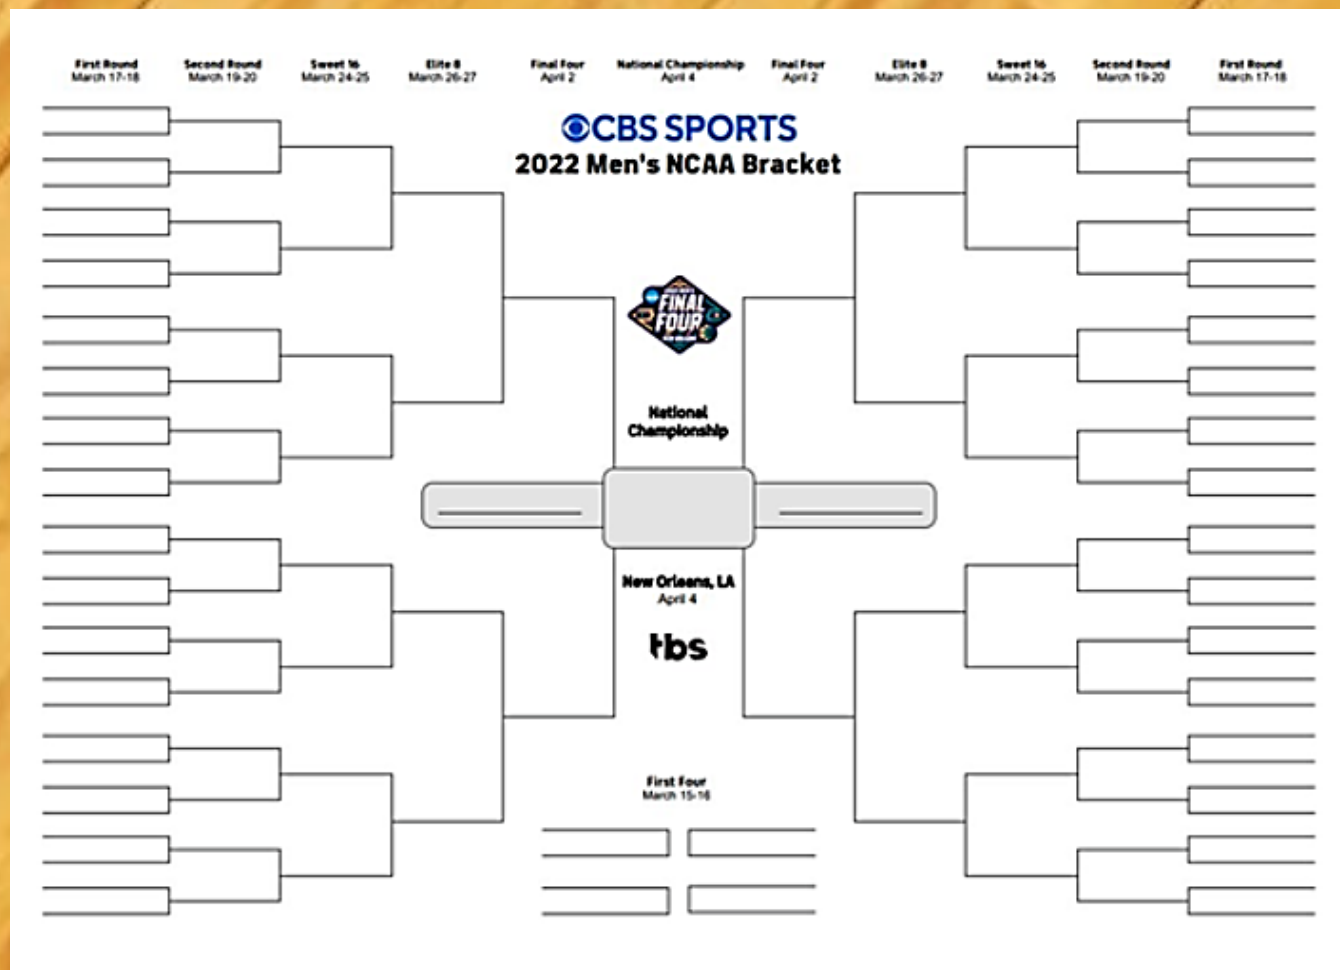 First Round Second Round Sweet 16 Elite 8 Final Four National Championship Final Four Elite 8 Sweet 16 Second Round First Round
March 17-18 March 19-20 March 24-25 March 26-27 April 2 April 4 April 2 March 26-27 March 24-25 March 19-20 March 17-18
CBS SPORTS
2022 Men's NCAA Bracket
FINAL
FOUR
National
Championship
New Orleans, LA
April 4
tbs
First Four
March 15-16